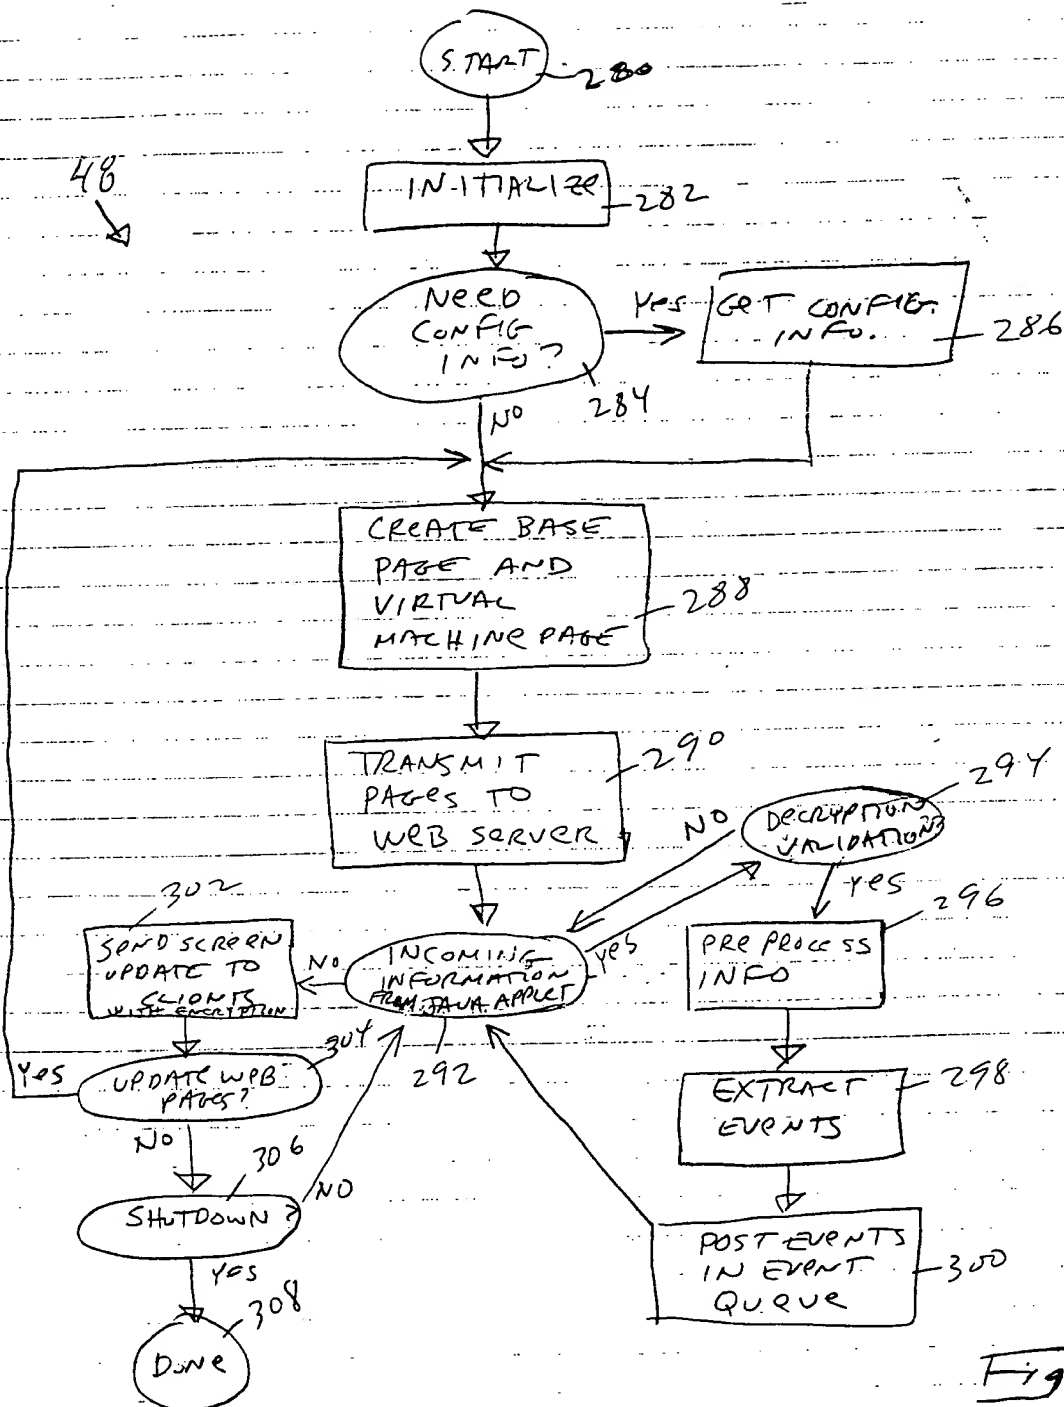 START
280
48
INITIALIZE
282
NEED
CONFIG
INFO?
284
Yes
GET CONFIG.
INFO.
286
NO
CREATE BASE
PAGE AND
VIRTUAL
MACHINE PAGE
288
TRANSMIT
PAGES TO
WEB SERVER
290
DECRYPTION
VALIDATION?
294
NO
yes
yes
INCOMING
INFORMATION
FROM JAVA APPLET
292
NO
302
SEND SCREEN
UPDATE TO
CLIENTS
WITH ENCRYPTION
PRE PROCESS
INFO
296
UPDATE WEB
PAGES?
304
Yes
NO
EXTRACT
EVENTS
298
SHUTDOWN?
306
NO
YES
POST EVENTS
IN EVENT
QUEUE
300
DONE
308
Fig